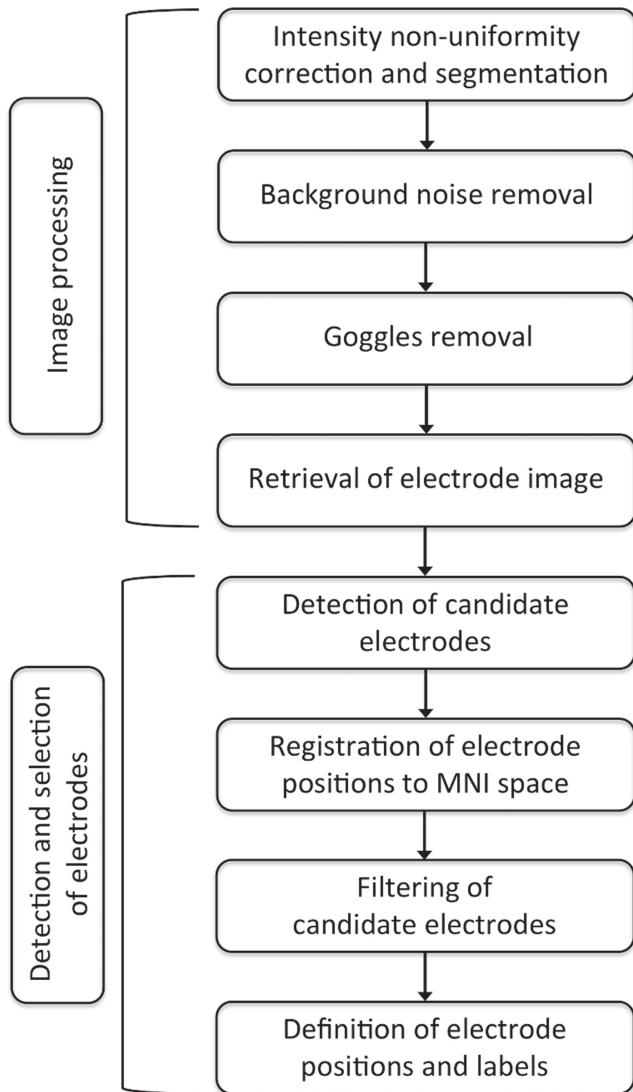 Image processing
Intensity non-uniformity
correction and segmentation
Background noise removal
Goggles removal
Retrieval of electrode image
Detection and selection
of electrodes
Detection of candidate
electrodes
Registration of electrode
positions to MNI space
Filtering of
candidate electrodes
Definition of electrode
positions and labels